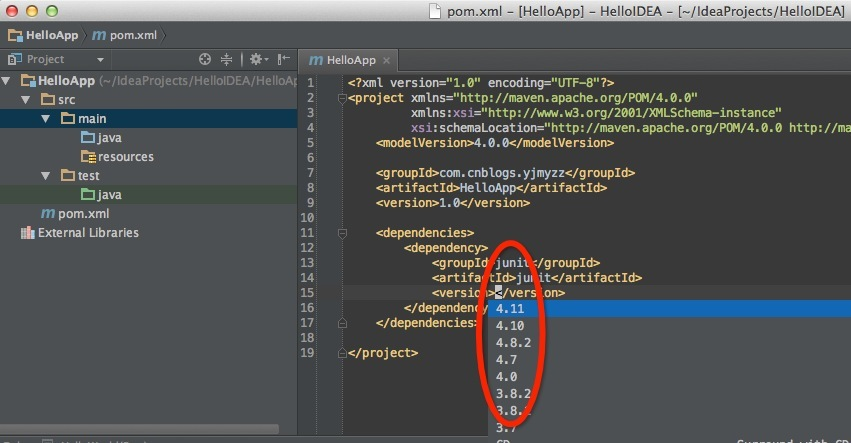 pom.xml - [HelloApp] - HelloIDEA - [~/IdeaProjects/HelloIDEA]
HelloApp m pom.xml
Project
HelloApp
HelloApp (~/IdeaProjects/HelloIDEA/HelloAp
src
main
java
resources
test
java
m pom.xml
External Libraries
1 <?xml version="1.0" encoding="UTF-8"?>
2 <project xmlns="http://maven.apache.org/POM/4.0.0"
3 xmlns:xsi="http://www.w3.org/2001/XMLSchema-instance"
4 xsi:schemaLocation="http://maven.apache.org/POM/4.0.0 http://ma
5 <modelVersion>4.0.0</modelVersion>
6
7 <groupId>com.cnblogs.yjmyzz</groupId>
8 <artifactId>HelloApp</artifactId>
9 <version>1.0</version>
10
11 <dependencies>
12 <dependency>
13 <groupId>junit</groupId>
14 <artifactId>junit</artifactId>
15 <version></version>
16 </dependency
17 </dependencies>
18
19 </project>
4.11
4.10
4.8.2
4.7
4.0
3.8.2
3.8.1
3.7